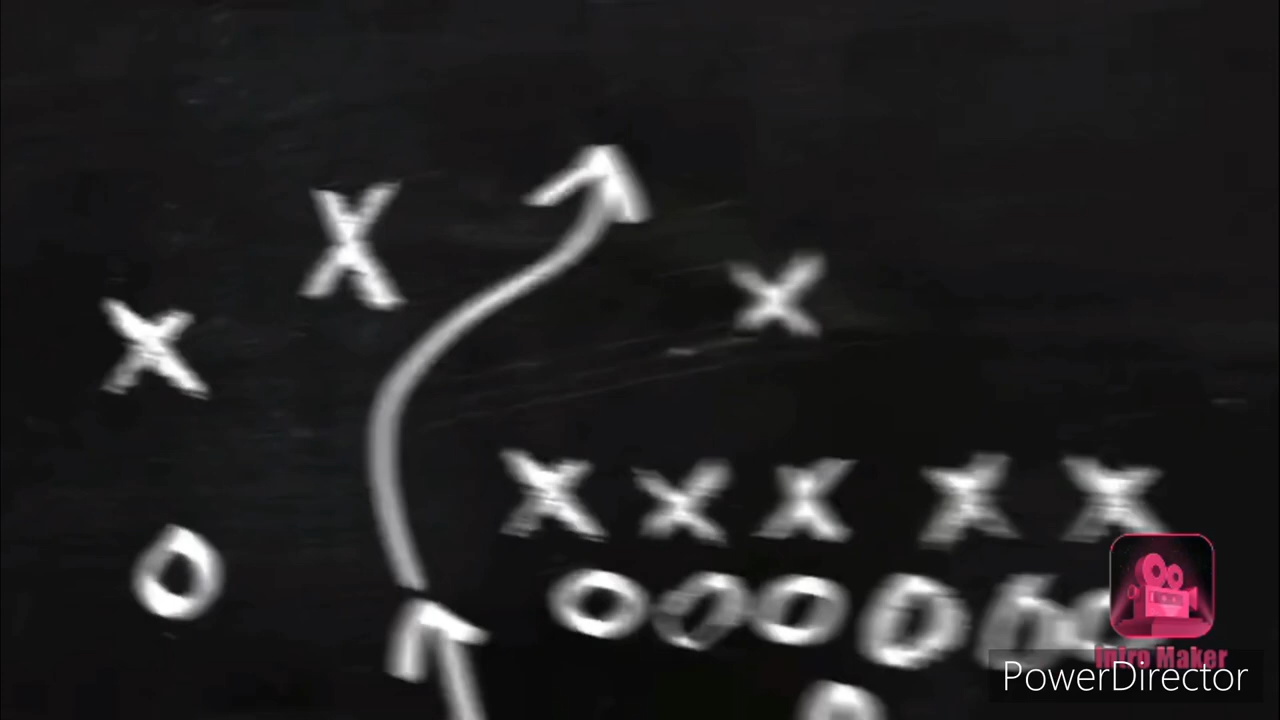 X
X
X
X X X X X
O
O O O O
Intro Maker
PowerDirector